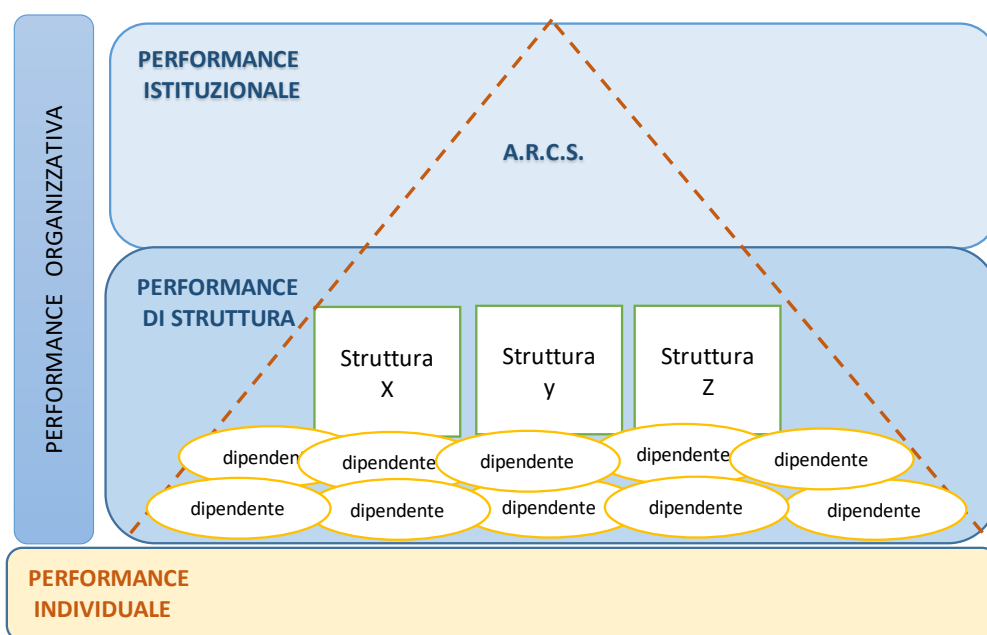 PERFORMANCE ORGANIZZATIVA
PERFORMANCE
ISTITUZIONALE
A.R.C.S.
PERFORMANCE
DI STRUTTURA
Struttura
X
Struttura
y
Struttura
Z
dipendent
dipendente
dipendente
dipendente
dipendente
dipendente
dipendente
dipendente
dipendente
dipendente
PERFORMANCE
INDIVIDUALE